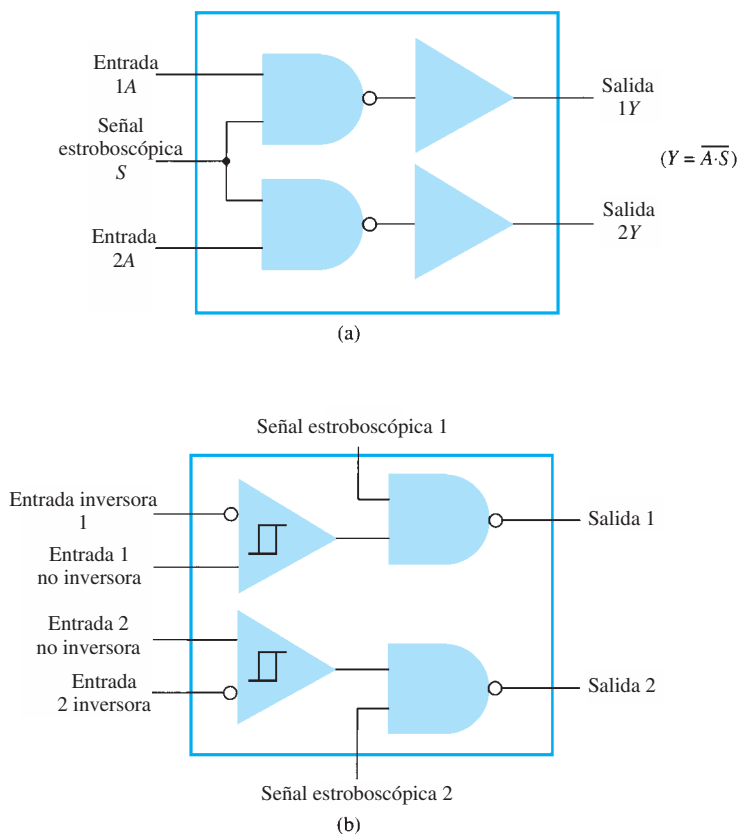 Entrada
1A
Señal
estroboscópica
S
Entrada
2A
Salida
1Y
(Y = \overline{A·S})
Salida
2Y
(a)
Señal estroboscópica 1
Entrada inversora
1
Entrada 1
no inversora
Entrada 2
no inversora
Entrada
2 inversora
Salida 1
Salida 2
Señal estroboscópica 2
(b)